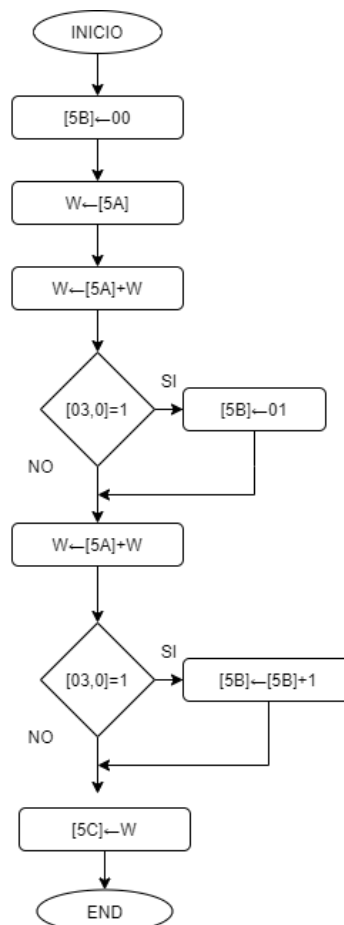 INICIO
[5B]←00
W←[5A]
W←[5A]+W
[03,0]=1
SI
[5B]←01
NO
W←[5A]+W
[03,0]=1
SI
[5B]←[5B]+1
NO
[5C]←W
END